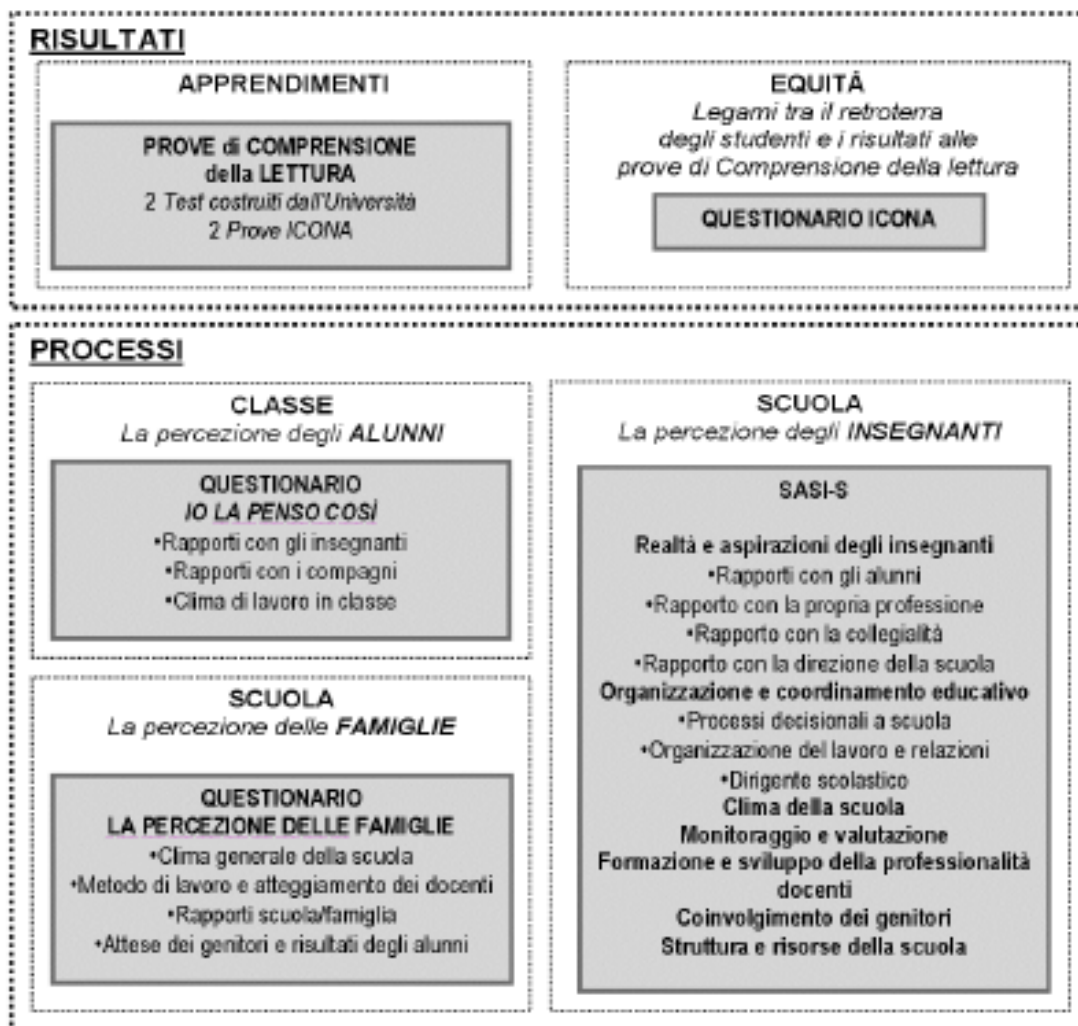 RISULTATI
APPRENDIMENTI
PROVE di COMPRENSIONE
della LETTURA
2 Test costruiti dall'Università
2 Prove ICONA
EQUITÀ
Legami tra il retroterra
degli studenti e i risultati alle
prove di Comprensione della lettura
QUESTIONARIO ICONA
PROCESSI
CLASSE
La percezione degli ALUNNI
QUESTIONARIO
IO LA PENSO COSÌ
•Rapporti con gli insegnanti
•Rapporti con i compagni
•Clima di lavoro in classe
SCUOLA
La percezione delle FAMIGLIE
QUESTIONARIO
LA PERCEZIONE DELLE FAMIGLIE
•Clima generale della scuola
•Metodo di lavoro e atteggiamento dei docenti
•Rapporti scuola/famiglia
•Attese dei genitori e risultati degli alunni
SCUOLA
La percezione degli INSEGNANTI
SASI-S
Realtà e aspirazioni degli insegnanti
•Rapporti con gli alunni
•Rapporto con la propria professione
•Rapporto con la collegialità
•Rapporto con la direzione della scuola
Organizzazione e coordinamento educativo
•Processi decisionali a scuola
•Organizzazione del lavoro e relazioni
•Dirigente scolastico
Clima della scuola
Monitoraggio e valutazione
Formazione e sviluppo della professionalità
docenti
Coinvolgimento dei genitori
Struttura e risorse della scuola